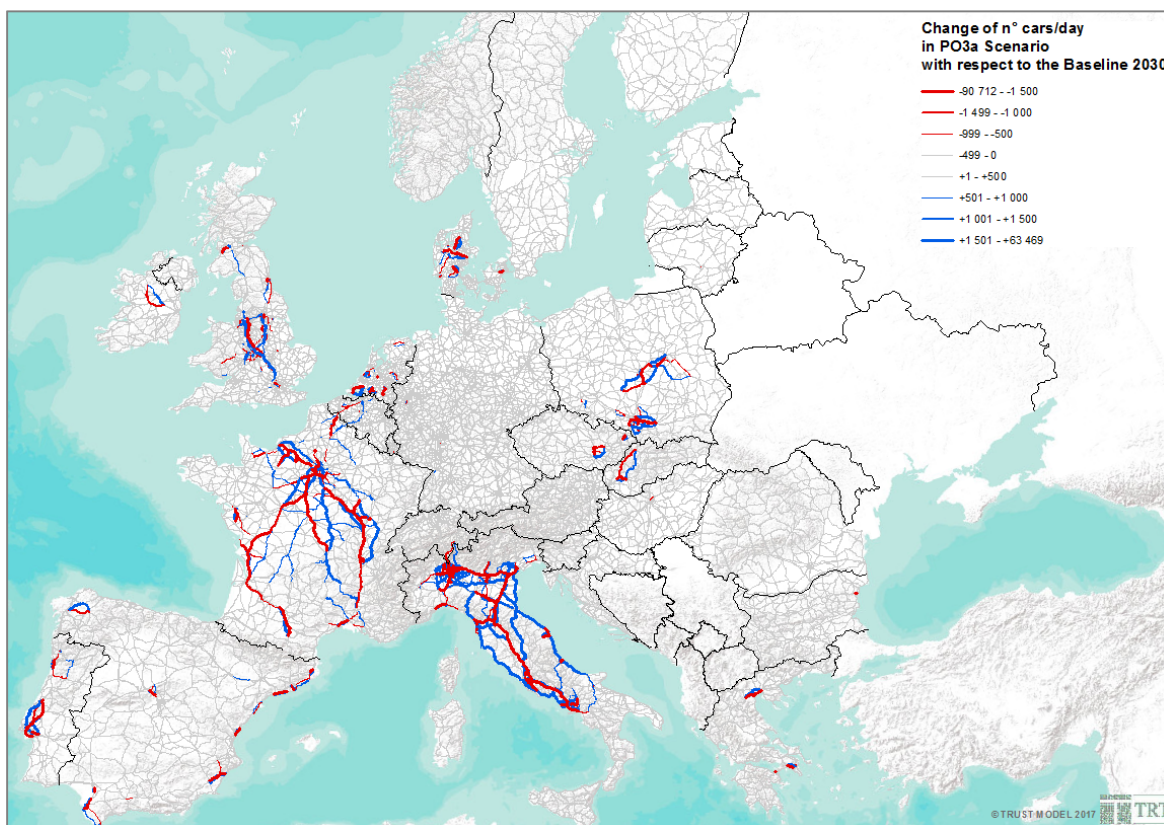 Change of n° cars/day
in PO3a Scenario
with respect to the Baseline 2030
-90 712 - -1 500
-1 499 - -1 000
-999 - -500
-499 - 0
+1 - +500
+501 - +1 000
+1 001 - +1 500
+1 501 - +63 469
© TRUST MODEL 2017
TRT